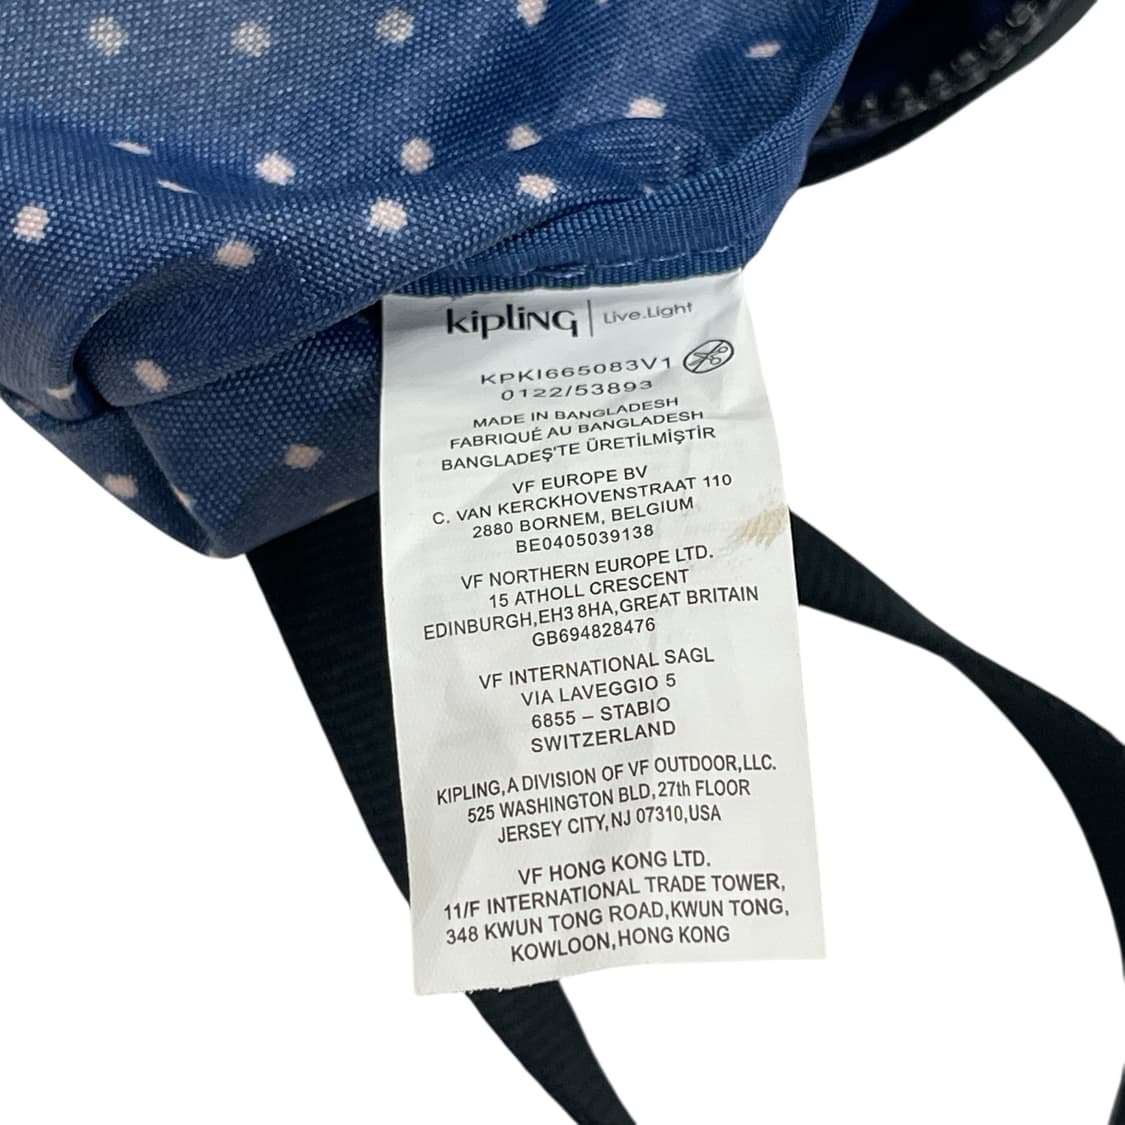 kipling | Live.Light
KPKI665083V1
0122/53893
MADE IN BANGLADESH
FABRIQUÉ AU BANGLADESH
BANGLADEŞ'TE ÜRETİLMİŞTİR
VF EUROPE BV
C. VAN KERCKHOVENSTRAAT 110
2880 BORNEM, BELGIUM
BE0405039138
VF NORTHERN EUROPE LTD.
15 ATHOLL CRESCENT
EDINBURGH,EH3 8HA,GREAT BRITAIN
GB694828476
VF INTERNATIONAL SAGL
VIA LAVEGGIO 5
6855 – STABIO
SWITZERLAND
KIPLING,A DIVISION OF VF OUTDOOR,LLC.
525 WASHINGTON BLD,27th FLOOR
JERSEY CITY,NJ 07310,USA
VF HONG KONG LTD.
11/F INTERNATIONAL TRADE TOWER,
348 KWUN TONG ROAD,KWUN TONG,
KOWLOON,HONG KONG